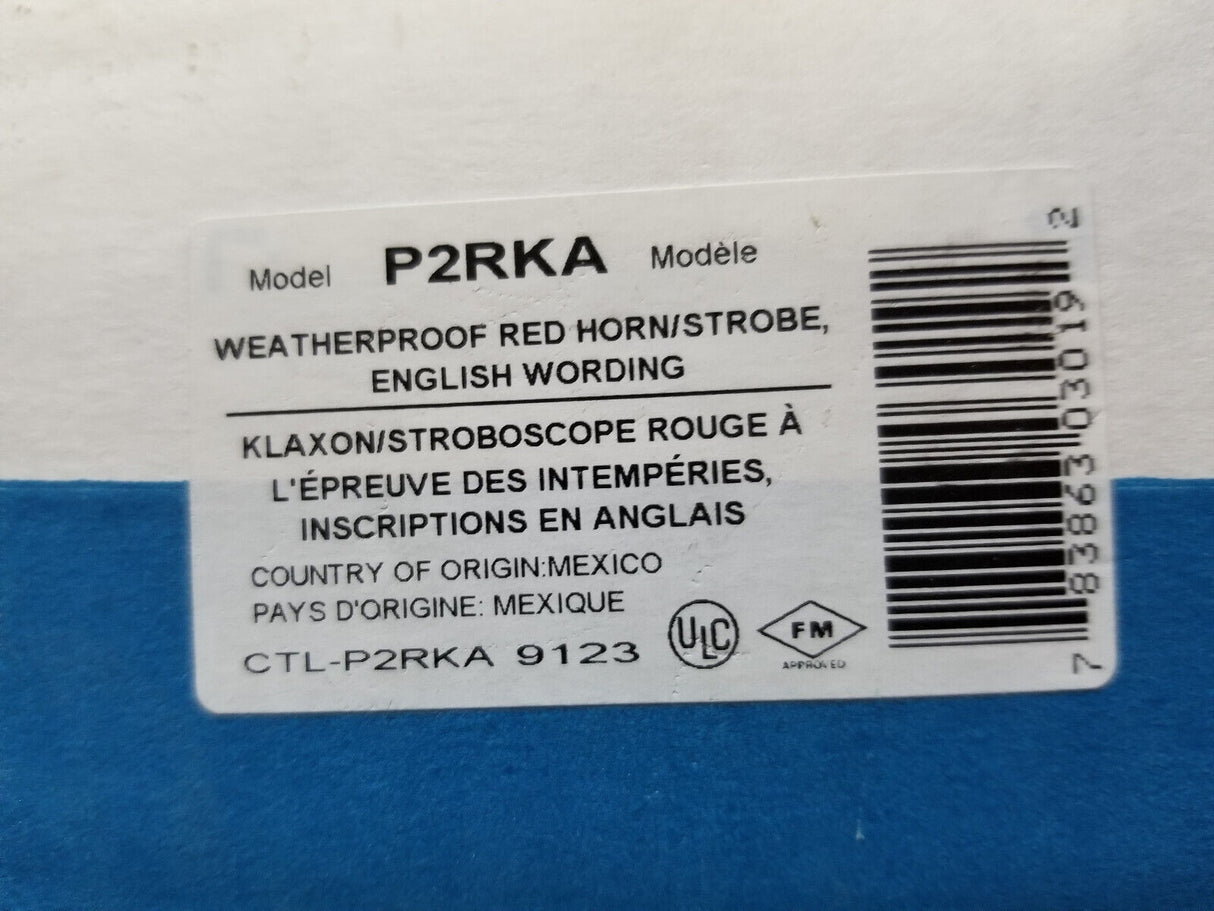 Model P2RKA Modèle
WEATHERPROOF RED HORN/STROBE,
ENGLISH WORDING
KLAXON/STROBOSCOPE ROUGE À
L'ÉPREUVE DES INTEMPÉRIES,
INSCRIPTIONS EN ANGLAIS
COUNTRY OF ORIGIN:MEXICO
PAYS D'ORIGINE: MEXIQUE
CTL-P2RKA 9123
ULC
FM
APPROVED
7 83863 03019 2